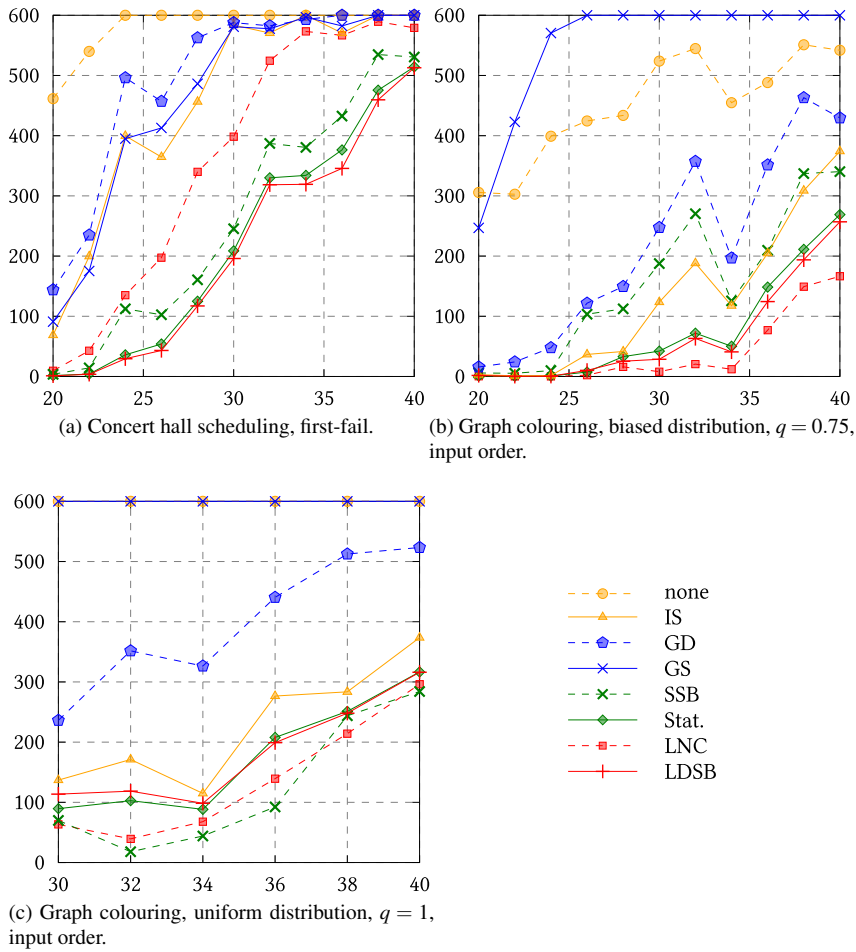 600
500
400
300
200
100
0
20 25 30 35 40
(a) Concert hall scheduling, first-fail.
600
500
400
300
200
100
0
20 25 30 35 40
(b) Graph colouring, biased distribution, q = 0.75,
input order.
600
500
400
300
200
100
0
30 32 34 36 38 40
(c) Graph colouring, uniform distribution, q = 1,
input order.
none
IS
GD
GS
SSB
Stat.
LNC
LDSB